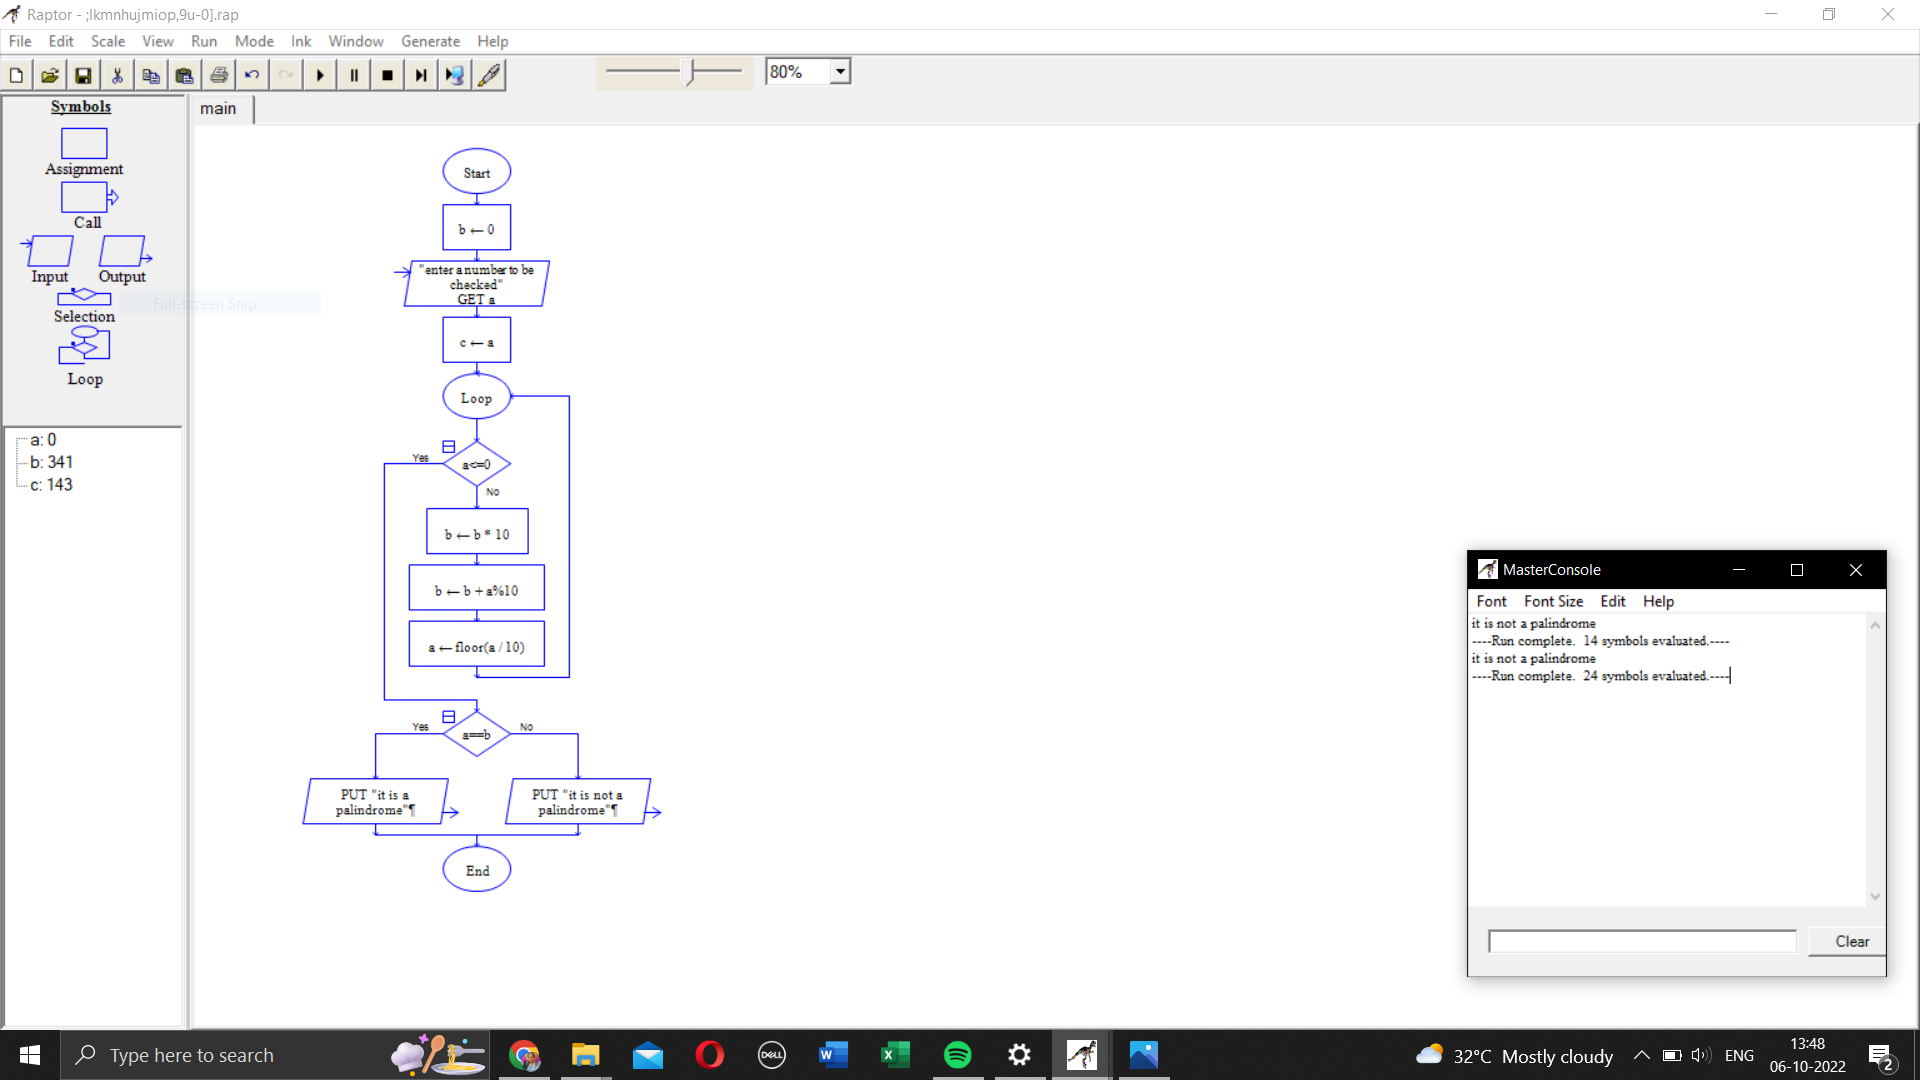 Raptor - ;lkmnhujmiop,9u-0].rap
File Edit Scale View Run Mode Ink Window Generate Help
80%
Symbols
Assignment
Call
Input Output
Full-screen Snip
Selection
Loop
a: 0
b: 341
c: 143
main
Start
b ← 0
"enter a number to be
checked"
GET a
c ← a
Loop
Yes
a<=0
No
b ← b * 10
b ← b + a%10
a ← floor(a / 10)
Yes
a==b
No
PUT "it is a
palindrome"¶
PUT "it is not a
palindrome"¶
End
MasterConsole
Font Font Size Edit Help
it is not a palindrome
----Run complete. 14 symbols evaluated.----
it is not a palindrome
----Run complete. 24 symbols evaluated.----
Clear
Type here to search
DELL
W
X
32°C Mostly cloudy
ENG
13:48
06-10-2022
2